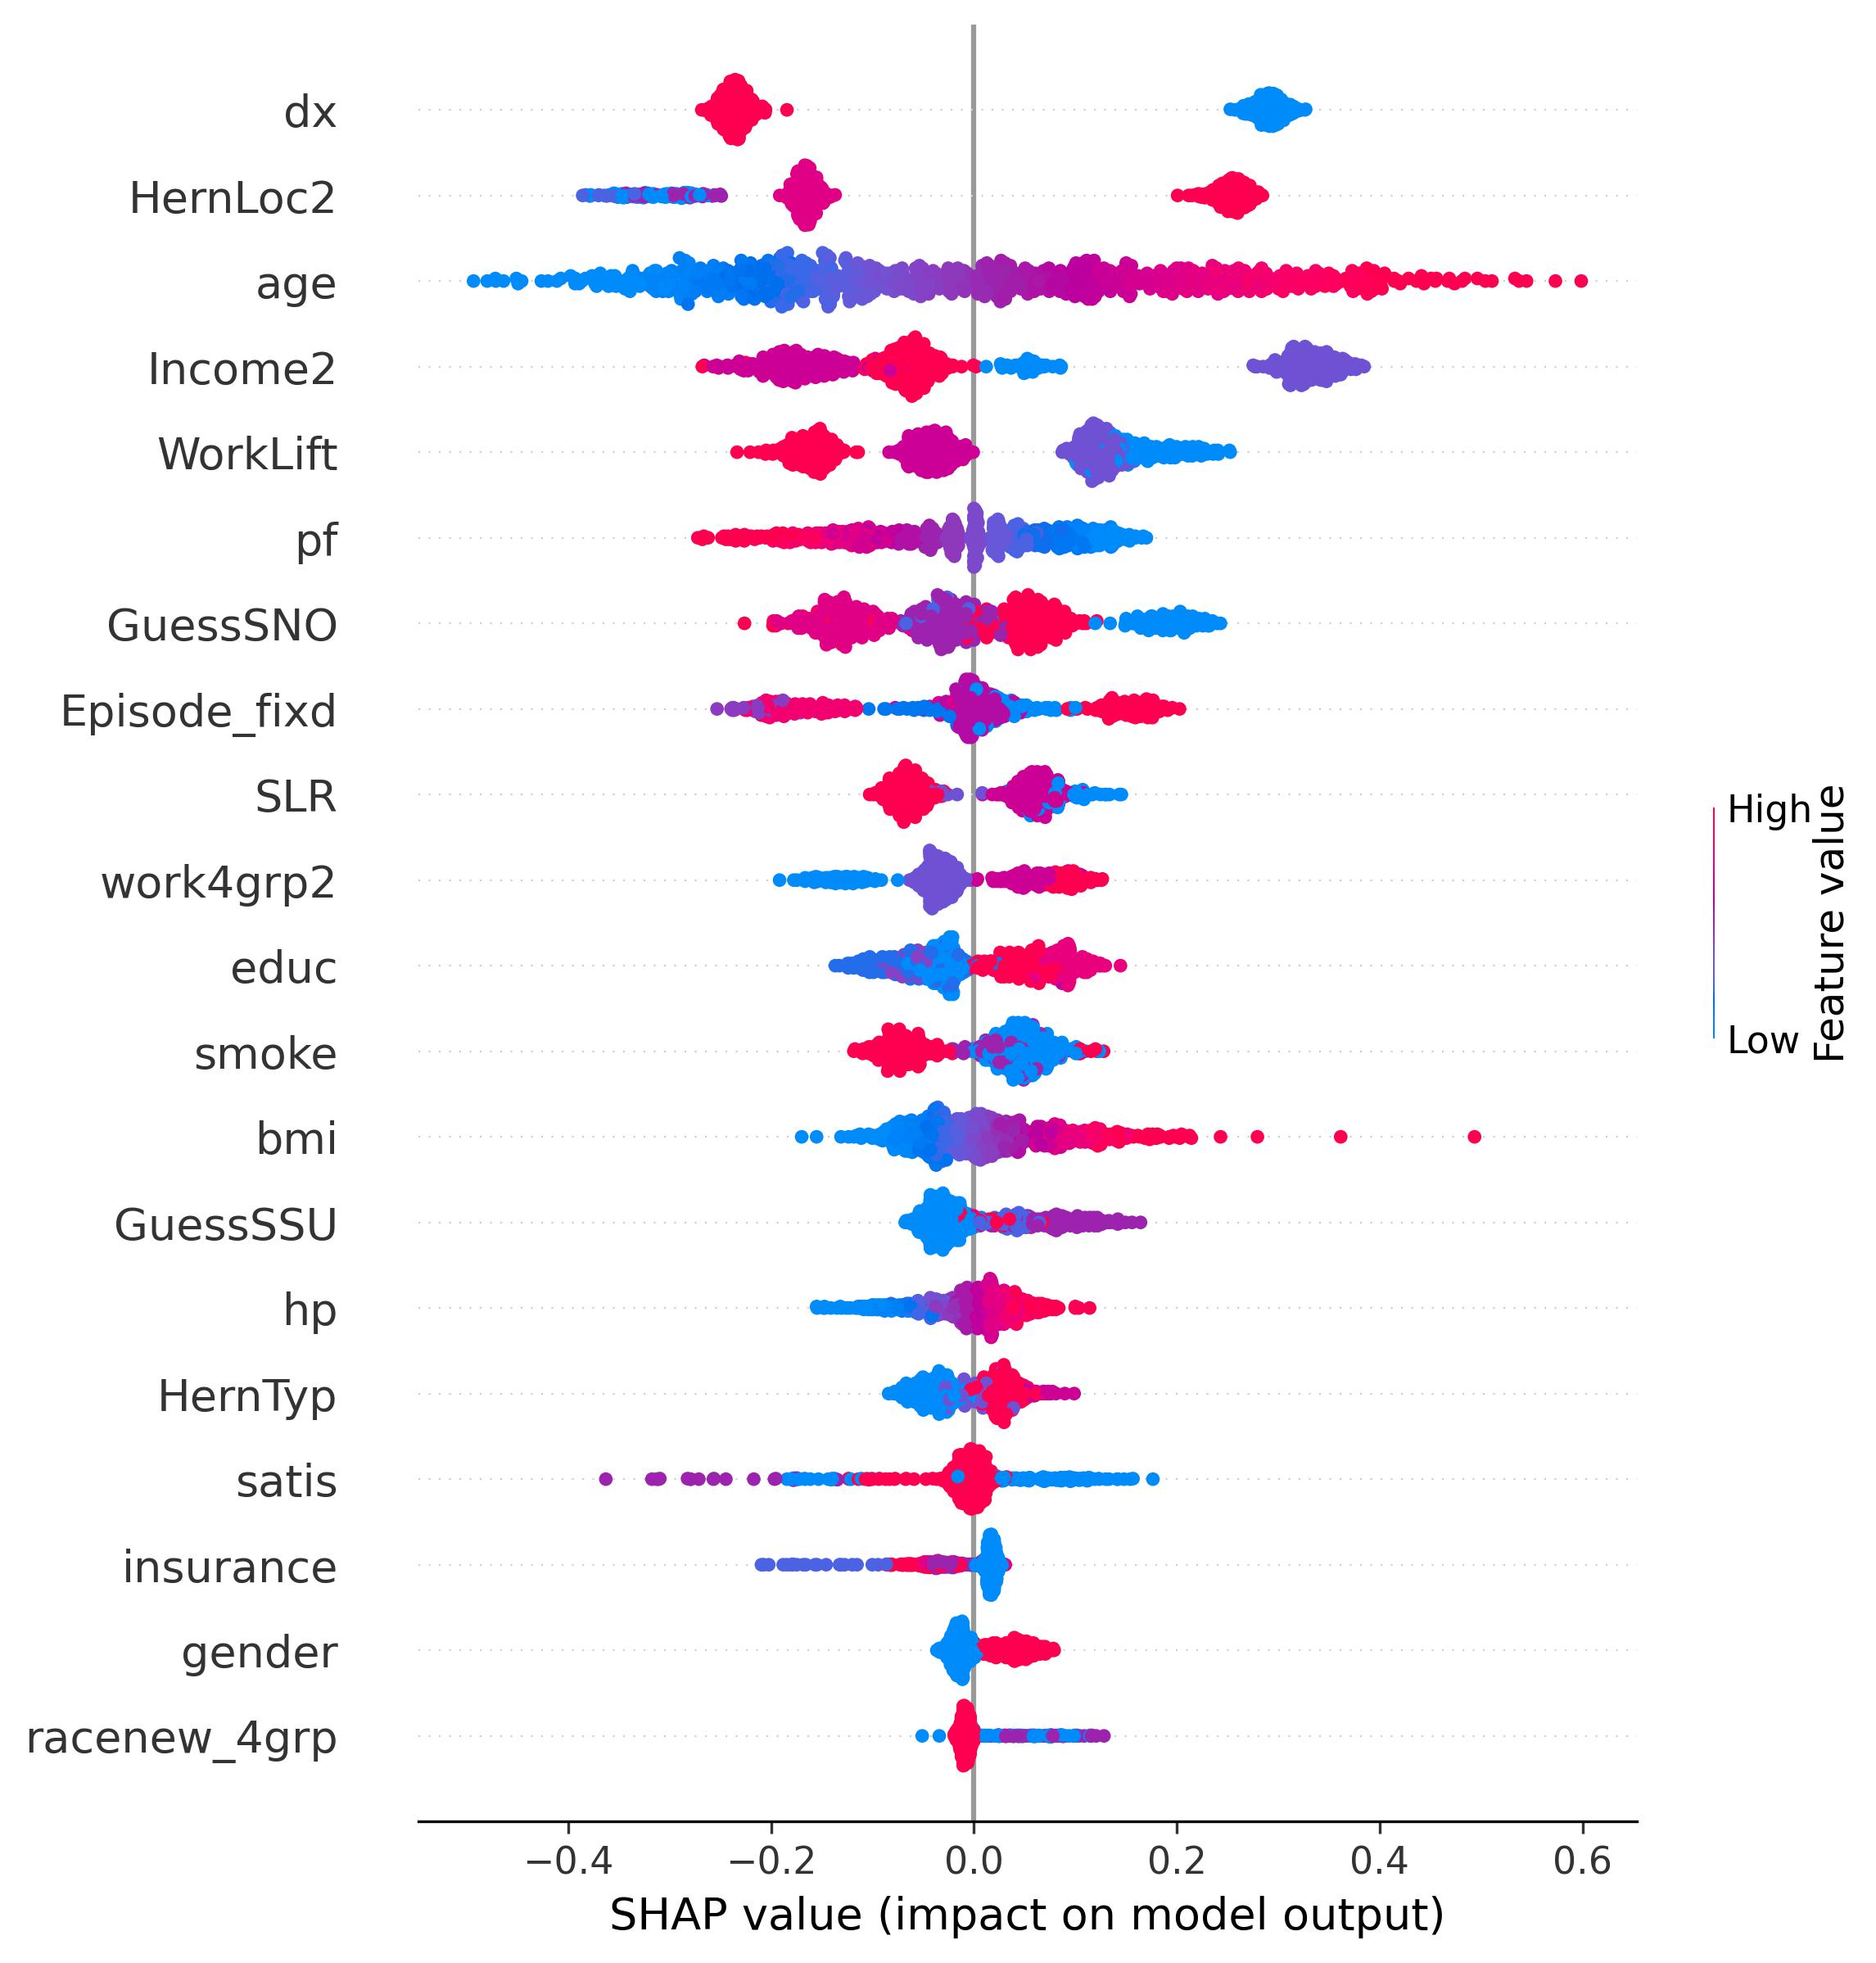 dx
HernLoc2
age
Income2
WorkLift
pf
GuessSNO
Episode_fixd
SLR
work4grp2
educ
smoke
bmi
GuessSSU
hp
HernTyp
satis
insurance
gender
racenew_4grp
−0.4 −0.2 0.0 0.2 0.4 0.6
SHAP value (impact on model output)
High
Low
Feature value